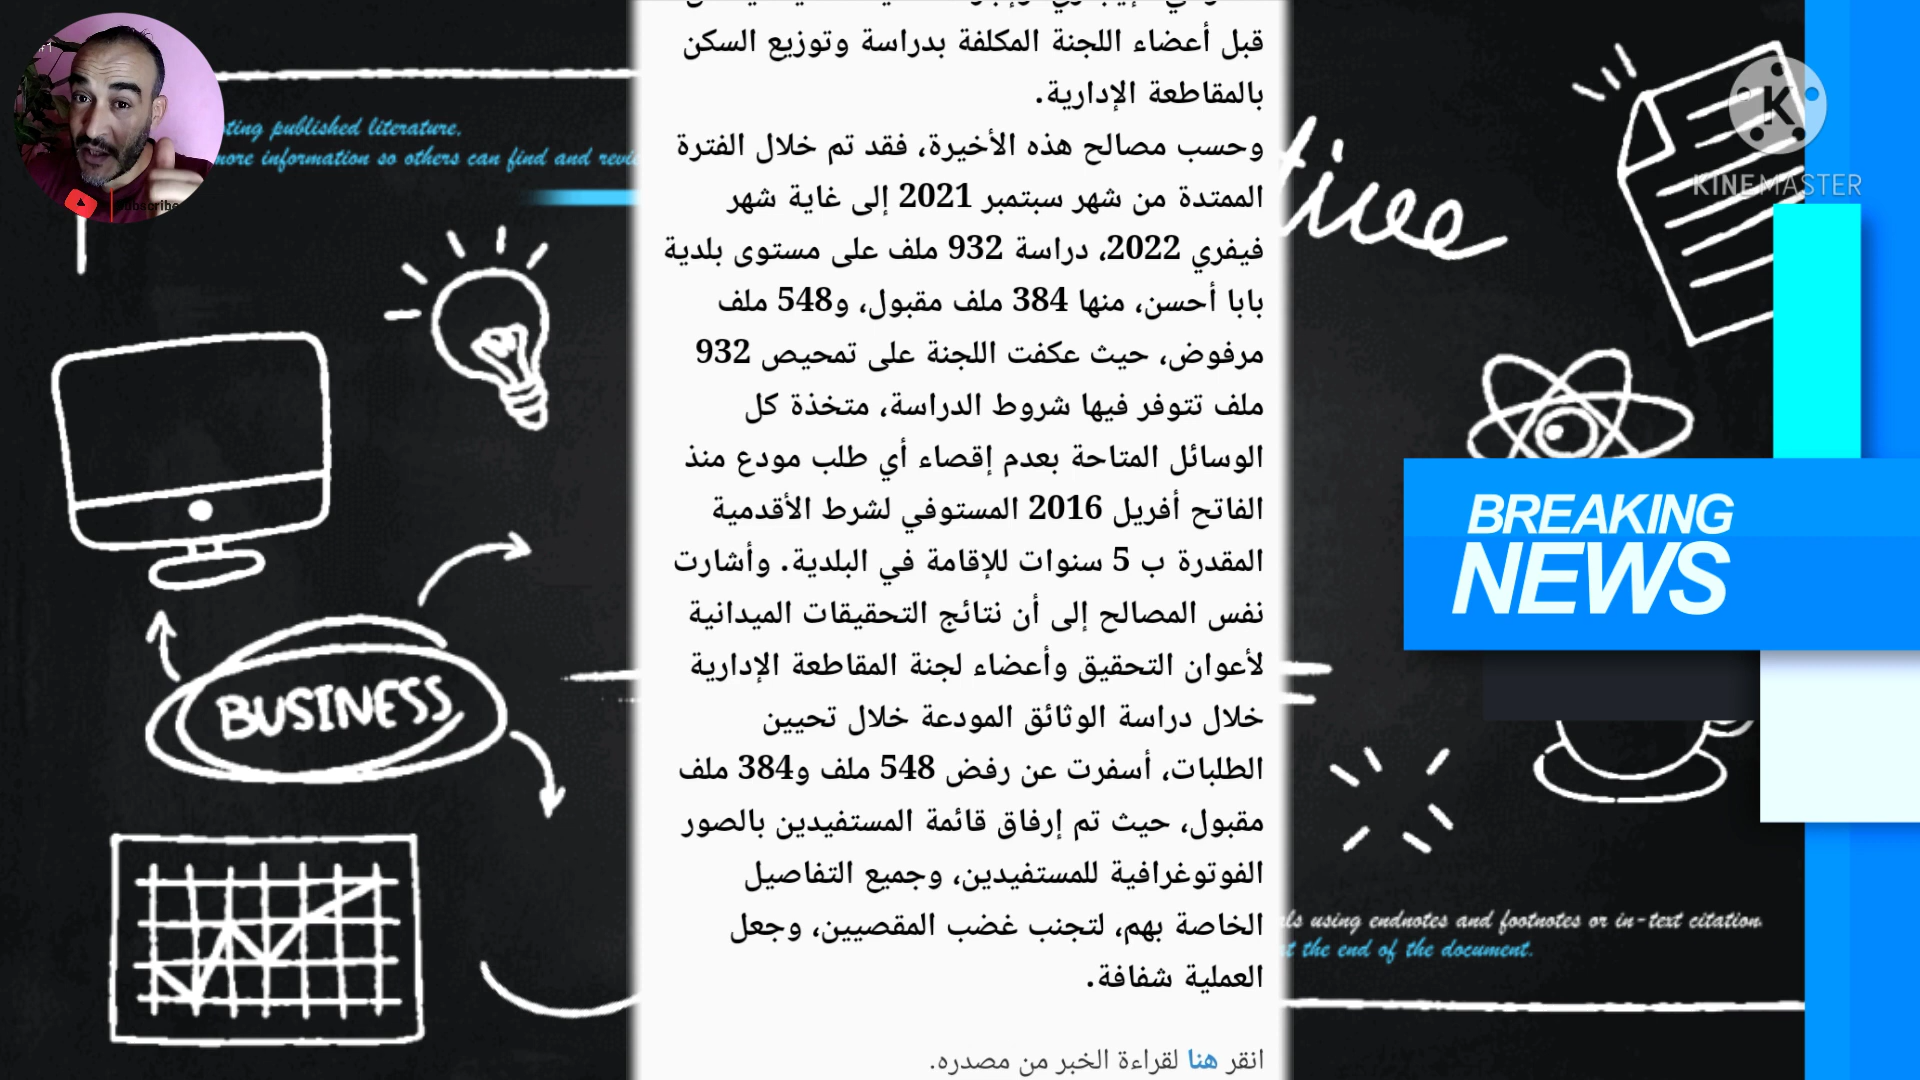 #1
Subscribe
ting published literature.
more information so others can find and
قبل أعضاء اللجنة المكلفة بدراسة وتوزيع السكن
بالمقاطعة الإدارية.
وحسب مصالح هذه الأخيرة، فقد تم خلال الفترة
الممتدة من شهر سبتمبر 2021 إلى غاية شهر
فيفري 2022، دراسة 932 ملف على مستوى بلدية
بابا أحسن، منها 384 ملف مقبول، و548 ملف
مرفوض، حيث عكفت اللجنة على تمحيص 932
ملف تتوفر فيها شروط الدراسة، متخذة كل
الوسائل المتاحة بعدم إقصاء أي طلب مودع منذ
الفاتح أفريل 2016 المستوفي لشرط الأقدمية
المقدرة ب 5 سنوات للإقامة في البلدية. وأشارت
نفس المصالح إلى أن نتائج التحقيقات الميدانية
لأعوان التحقيق وأعضاء لجنة المقاطعة الإدارية
خلال دراسة الوثائق المودعة خلال تحيين
الطلبات، أسفرت عن رفض 548 ملف و384 ملف
مقبول، حيث تم إرفاق قائمة المستفيدين بالصور
الفوتوغرافية للمستفيدين، وجميع التفاصيل
الخاصة بهم، لتجنب غضب المقصيين، وجعل
العملية شفافة.
انقر هنا لقراءة الخبر من مصدره.
BUSINESS
K
KINEMASTER
BREAKING
NEWS
using endnotes and footnotes or in-text citation
the end of the document.